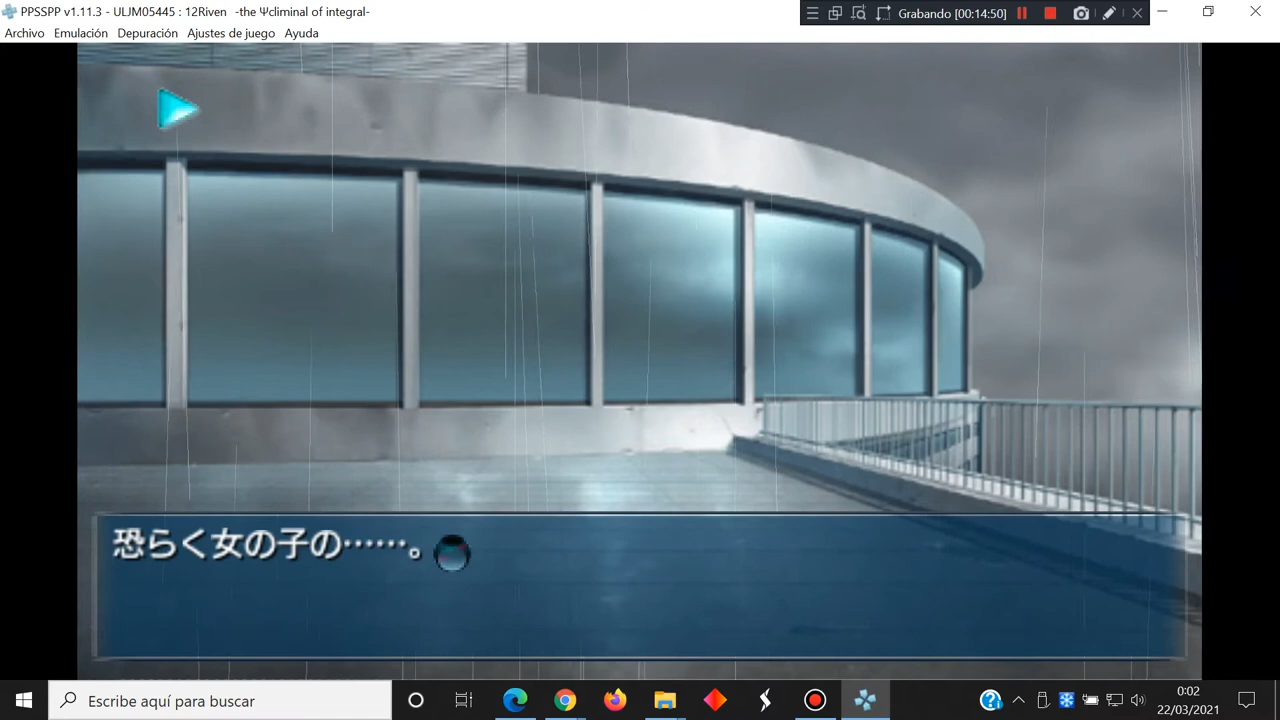 PPSSPP v1.11.3 - ULJM05445 : 12Riven -the Ψcliminal of integral-
Grabando [00:14:50]
Archivo Emulación Depuración Ajustes de juego Ayuda
恐らく女の子の……。
Escribe aquí para buscar
0:02
22/03/2021